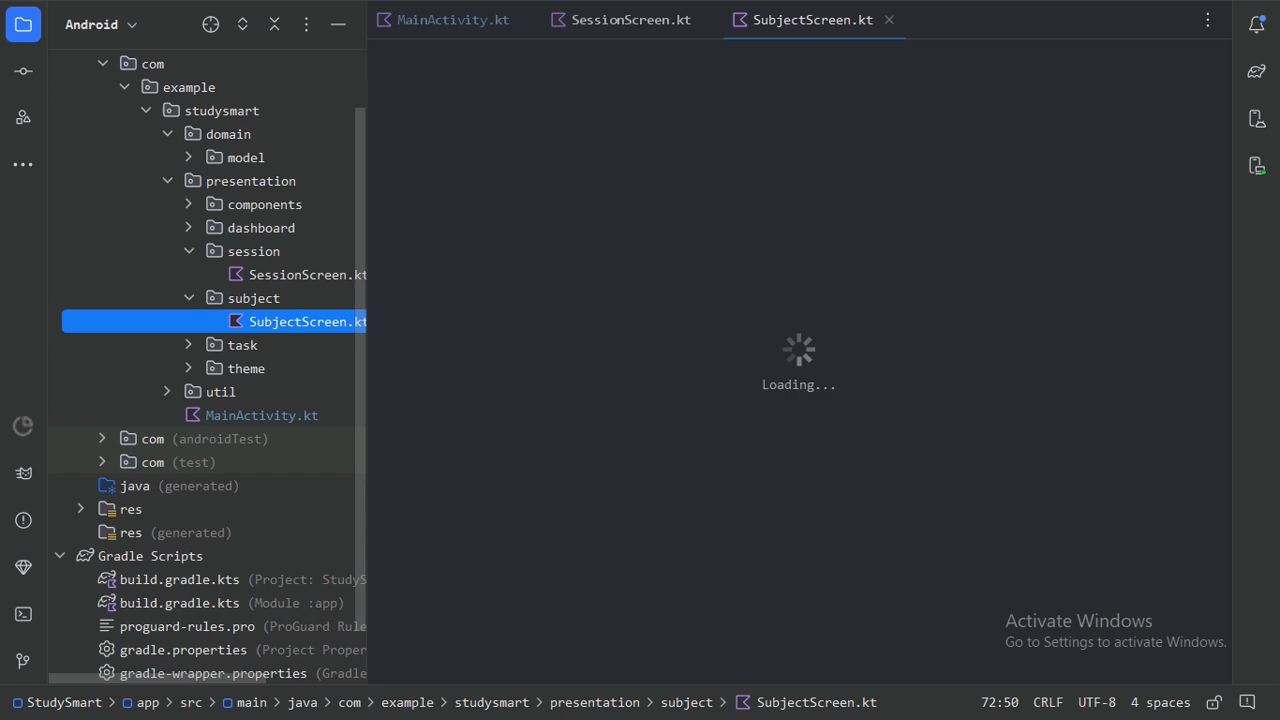 Android
MainActivity.kt
SessionScreen.kt
SubjectScreen.kt
com
example
studysmart
domain
model
presentation
components
dashboard
session
SessionScreen.kt
subject
SubjectScreen.kt
task
theme
util
MainActivity.kt
com (androidTest)
com (test)
java (generated)
res
res (generated)
Gradle Scripts
build.gradle.kts (Project: StudyS
build.gradle.kts (Module :app)
proguard-rules.pro (ProGuard Rule
gradle.properties (Project Proper
gradle-wrapper.properties (Gradle
Loading...
Activate Windows
Go to Settings to activate Windows.
StudySmart > app > src > main > java > com > example > studysmart > presentation > subject > SubjectScreen.kt
72:50 CRLF UTF-8 4 spaces